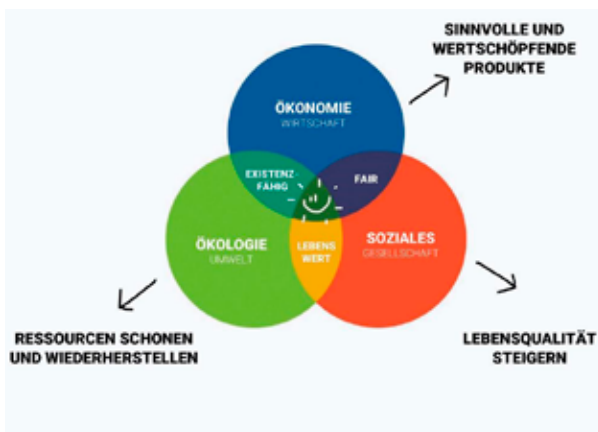 SINNVOLLE UND
WERTSCHÖPFENDE
PRODUKTE
ÖKONOMIE
WIRTSCHAFT
EXISTENZ-
FÄHIG
FAIR
ÖKOLOGIE
UMWELT
LEBENS
WERT
SOZIALES
GESELLSCHAFT
RESSOURCEN SCHONEN
UND WIEDERHERSTELLEN
LEBENSQUALITÄT
STEIGERN